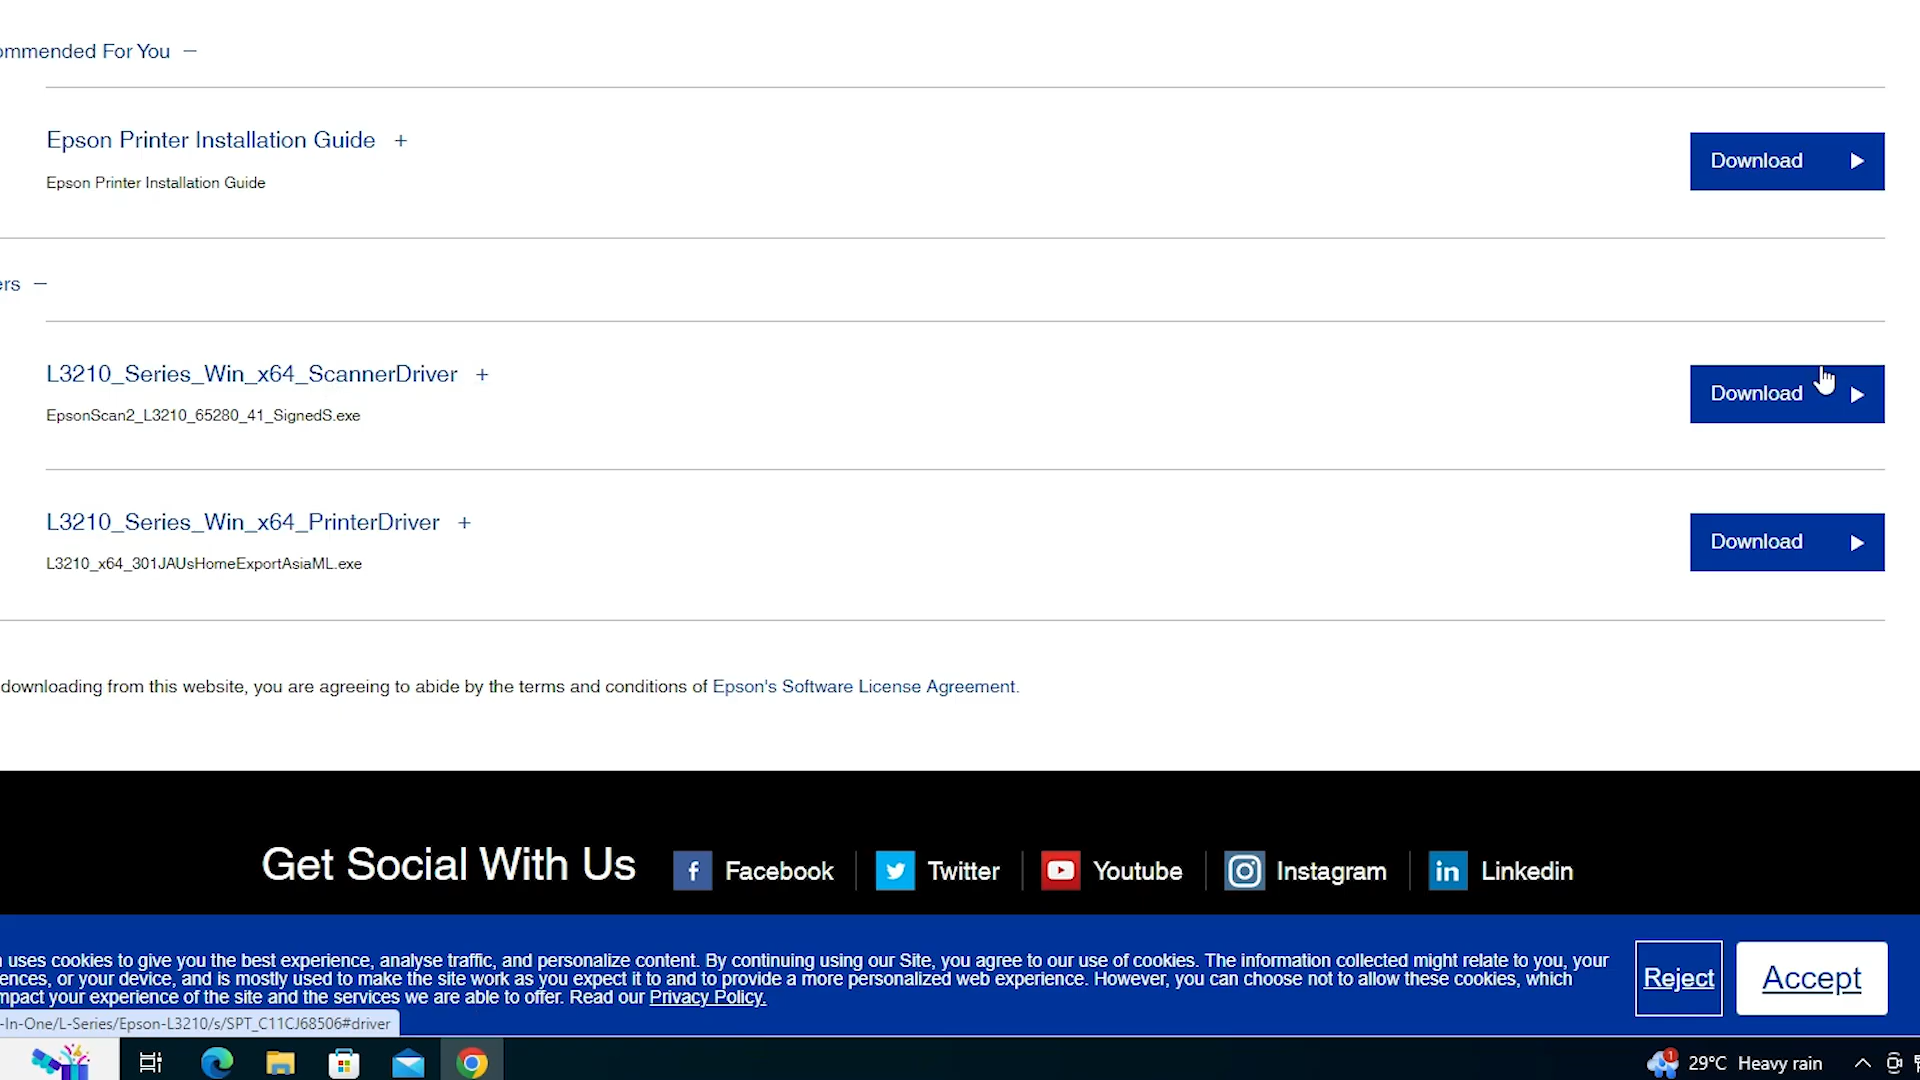 ommended For You —
Epson Printer Installation Guide +
Epson Printer Installation Guide
Download
ers —
L3210_Series_Win_x64_ScannerDriver +
EpsonScan2_L3210_65280_41_SignedS.exe
Download
L3210_Series_Win_x64_PrinterDriver +
L3210_x64_301JAUsHomeExportAsiaML.exe
Download
downloading from this website, you are agreeing to abide by the terms and conditions of Epson's Software License Agreement.
Get Social With Us
Facebook
Twitter
Youtube
Instagram
Linkedin
uses cookies to give you the best experience, analyse traffic, and personalize content. By continuing using our Site, you agree to our use of cookies. The information collected might relate to you, your
ences, or your device, and is mostly used to make the site work as you expect it to and to provide a more personalized web experience. However, you can choose not to allow these cookies, which
mpact your experience of the site and the services we are able to offer. Read our Privacy Policy.
Reject
Accept
-In-One/L-Series/Epson-L3210/s/SPT_C11CJ68506#driver
1
29°C Heavy rain